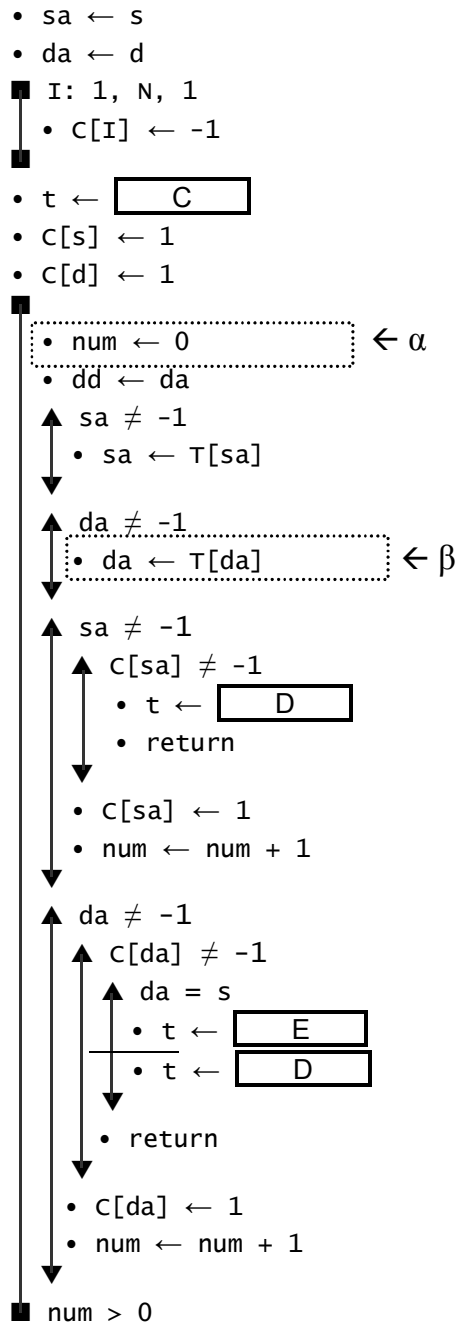 • sa ← s
• da ← d
■ I: 1, N, 1
• C[I] ← -1
• t ← C
• C[s] ← 1
• C[d] ← 1
• num ← 0 ← α
• dd ← da
sa ≠ -1
• sa ← T[sa]
da ≠ -1
• da ← T[da] ← β
sa ≠ -1
C[sa] ≠ -1
• t ← D
• return
• C[sa] ← 1
• num ← num + 1
da ≠ -1
C[da] ≠ -1
da = s
• t ← E
• t ← D
• return
• C[da] ← 1
• num ← num + 1
■ num > 0